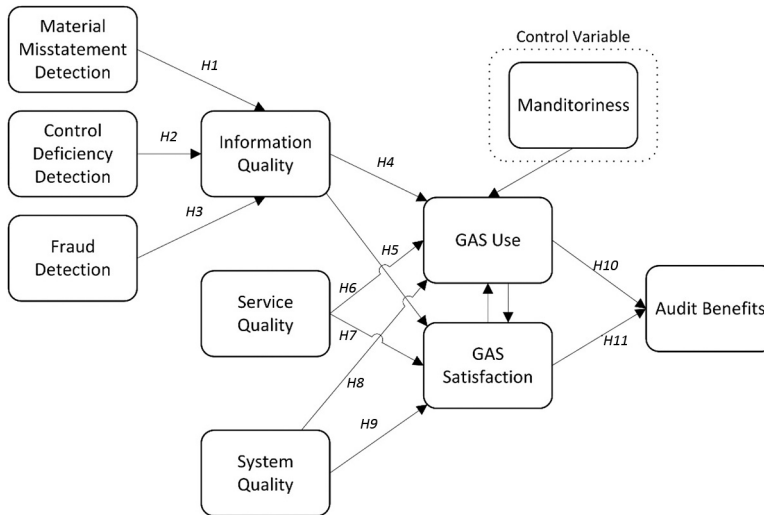 Material
Misstatement
Detection
H1
Control Variable
Manditoriness
Control
Deficiency
Detection
H2
Information
Quality
H4
H3
Fraud
Detection
GAS Use
H5
H6
H10
Service
Quality
H7
Audit Benefits
GAS
Satisfaction
H11
H8
H9
System
Quality